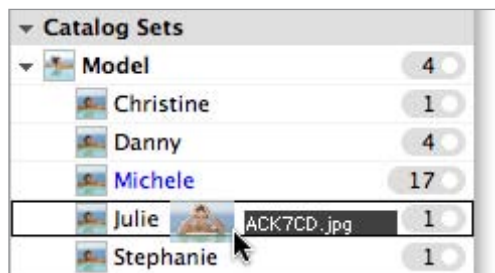 Catalog Sets
Model 4
Christine 1
Danny 4
Michele 17
Julie ACK7CD.jpg 1
Stephanie 1